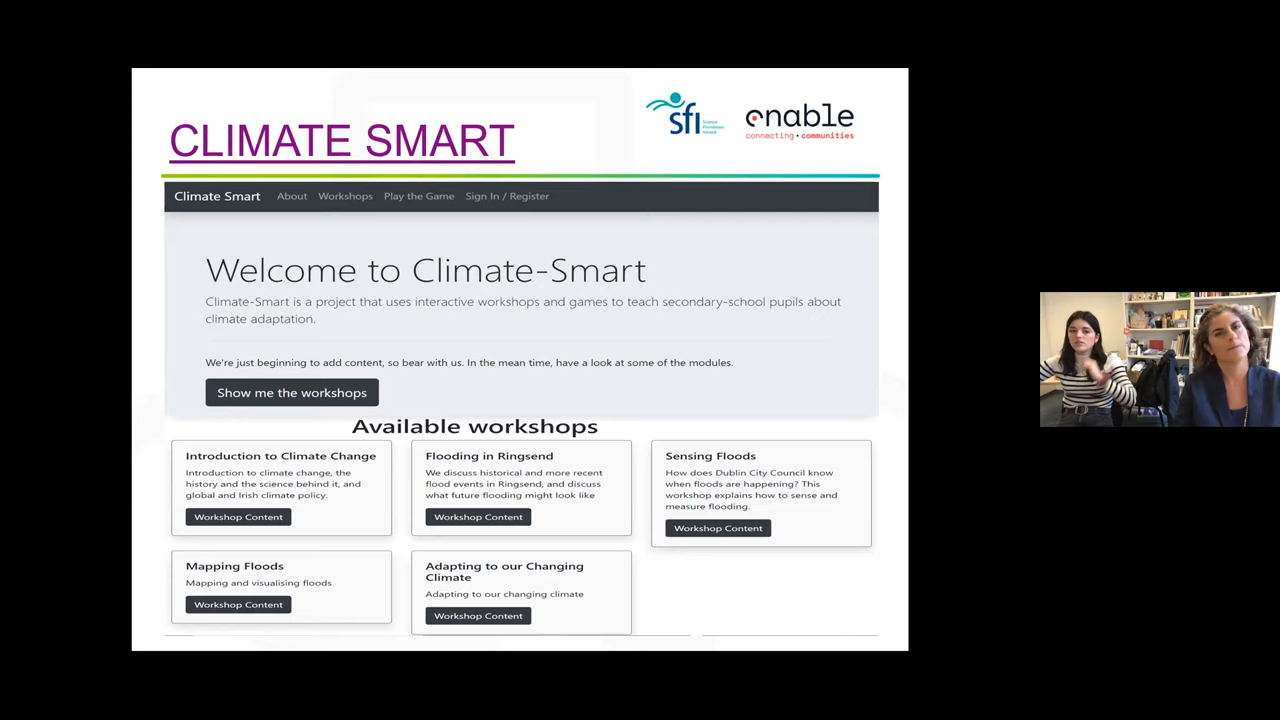 CLIMATE SMART
sfi
Science
Foundation
Ireland
enable
connecting • communities
Climate Smart About Workshops Play the Game Sign In / Register
Welcome to Climate-Smart
Climate-Smart is a project that uses interactive workshops and games to teach secondary-school pupils about
climate adaptation.
We're just beginning to add content, so bear with us. In the mean time, have a look at some of the modules.
Show me the workshops
Available workshops
Introduction to Climate Change
Introduction to climate change, the
history and the science behind it, and
global and Irish climate policy.
Workshop Content
Flooding in Ringsend
We discuss historical and more recent
flood events in Ringsend, and discuss
what future flooding might look like
Workshop Content
Sensing Floods
How does Dublin City Council know
when floods are happening? This
workshop explains how to sense and
measure flooding.
Workshop Content
Mapping Floods
Mapping and visualising floods
Workshop Content
Adapting to our Changing
Climate
Adapting to our changing climate
Workshop Content